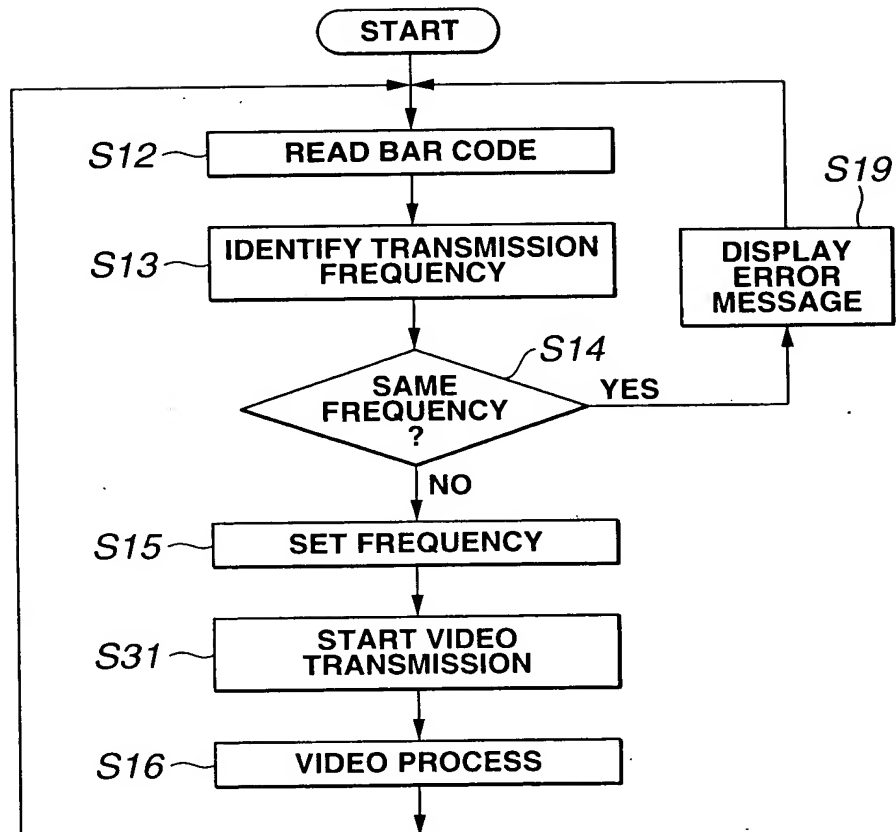 START
S12
READ BAR CODE
S19
S13
IDENTIFY TRANSMISSION
FREQUENCY
DISPLAY
ERROR
MESSAGE
S14
SAME
FREQUENCY
?
YES
NO
S15
SET FREQUENCY
S31
START VIDEO
TRANSMISSION
S16
VIDEO PROCESS